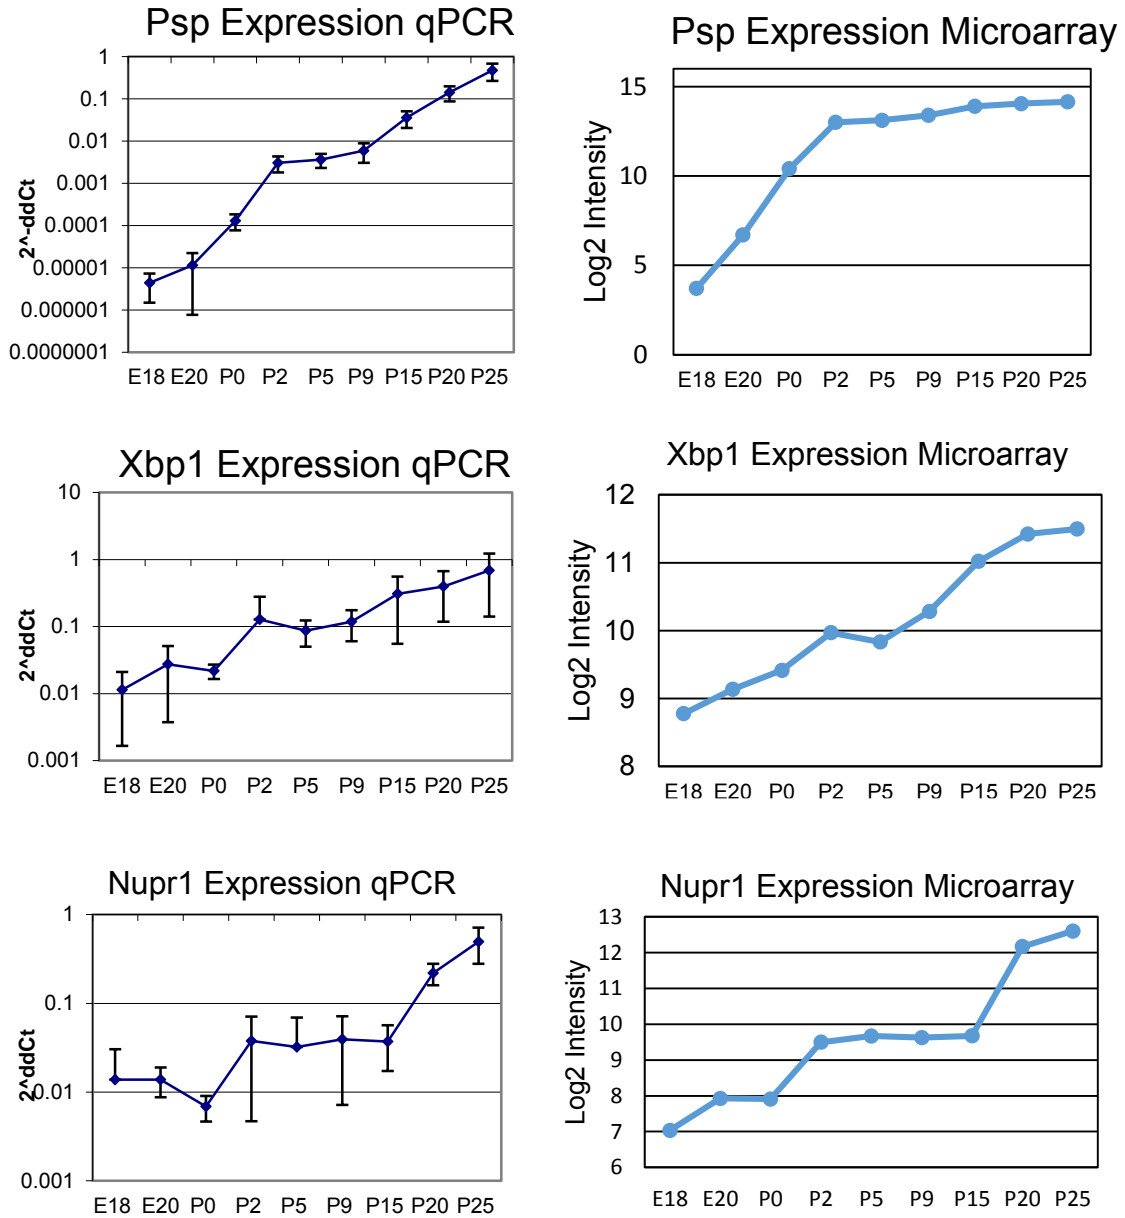 Psp Expression qPCR
1
0.1
0.01
0.001
0.0001
0.00001
0.000001
0.0000001
2^-ddCt
E18 E20 P0 P2 P5 P9 P15 P20 P25
Psp Expression Microarray
15
10
5
0
Log2 Intensity
E18 E20 P0 P2 P5 P9 P15 P20 P25
Xbp1 Expression qPCR
10
1
0.1
0.01
0.001
2^ddCt
E18 E20 P0 P2 P5 P9 P15 P20 P25
Xbp1 Expression Microarray
12
11
10
9
8
Log2 Intensity
E18 E20 P0 P2 P5 P9 P15 P20 P25
Nupr1 Expression qPCR
1
0.1
0.01
0.001
2^ddCt
E18 E20 P0 P2 P5 P9 P15 P20 P25
Nupr1 Expression Microarray
13
12
11
10
9
8
7
6
Log2 Intensity
E18 E20 P0 P2 P5 P9 P15 P20 P25